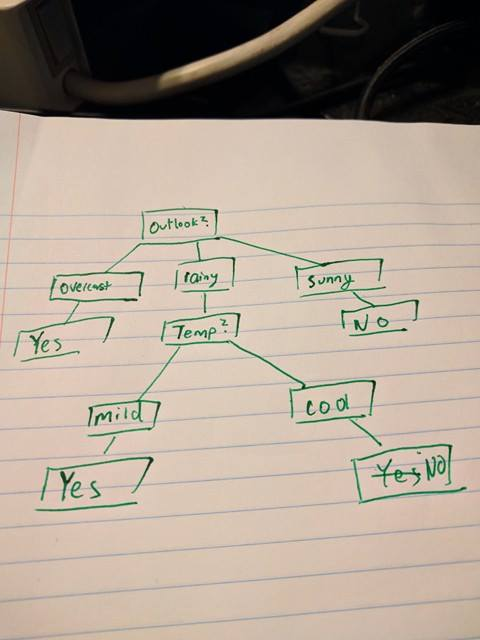 Outlook?
Overcast rainy Sunny
Yes Temp? No
mild cool
Yes Yes NO